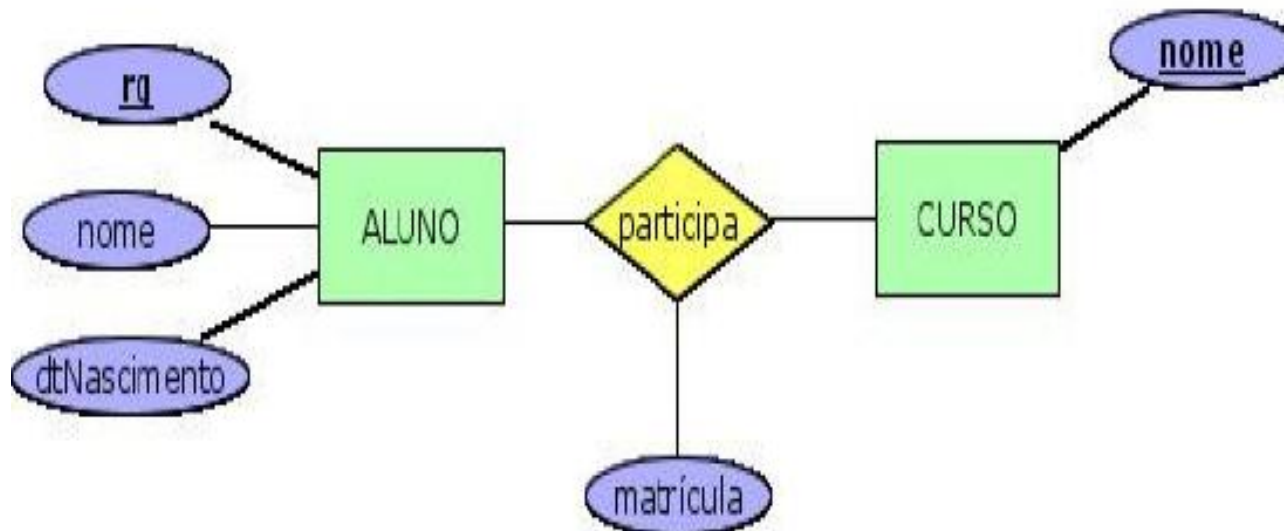 nome
rg
ALUNO
participa
CURSO
nome
dtNascimento
matrícula